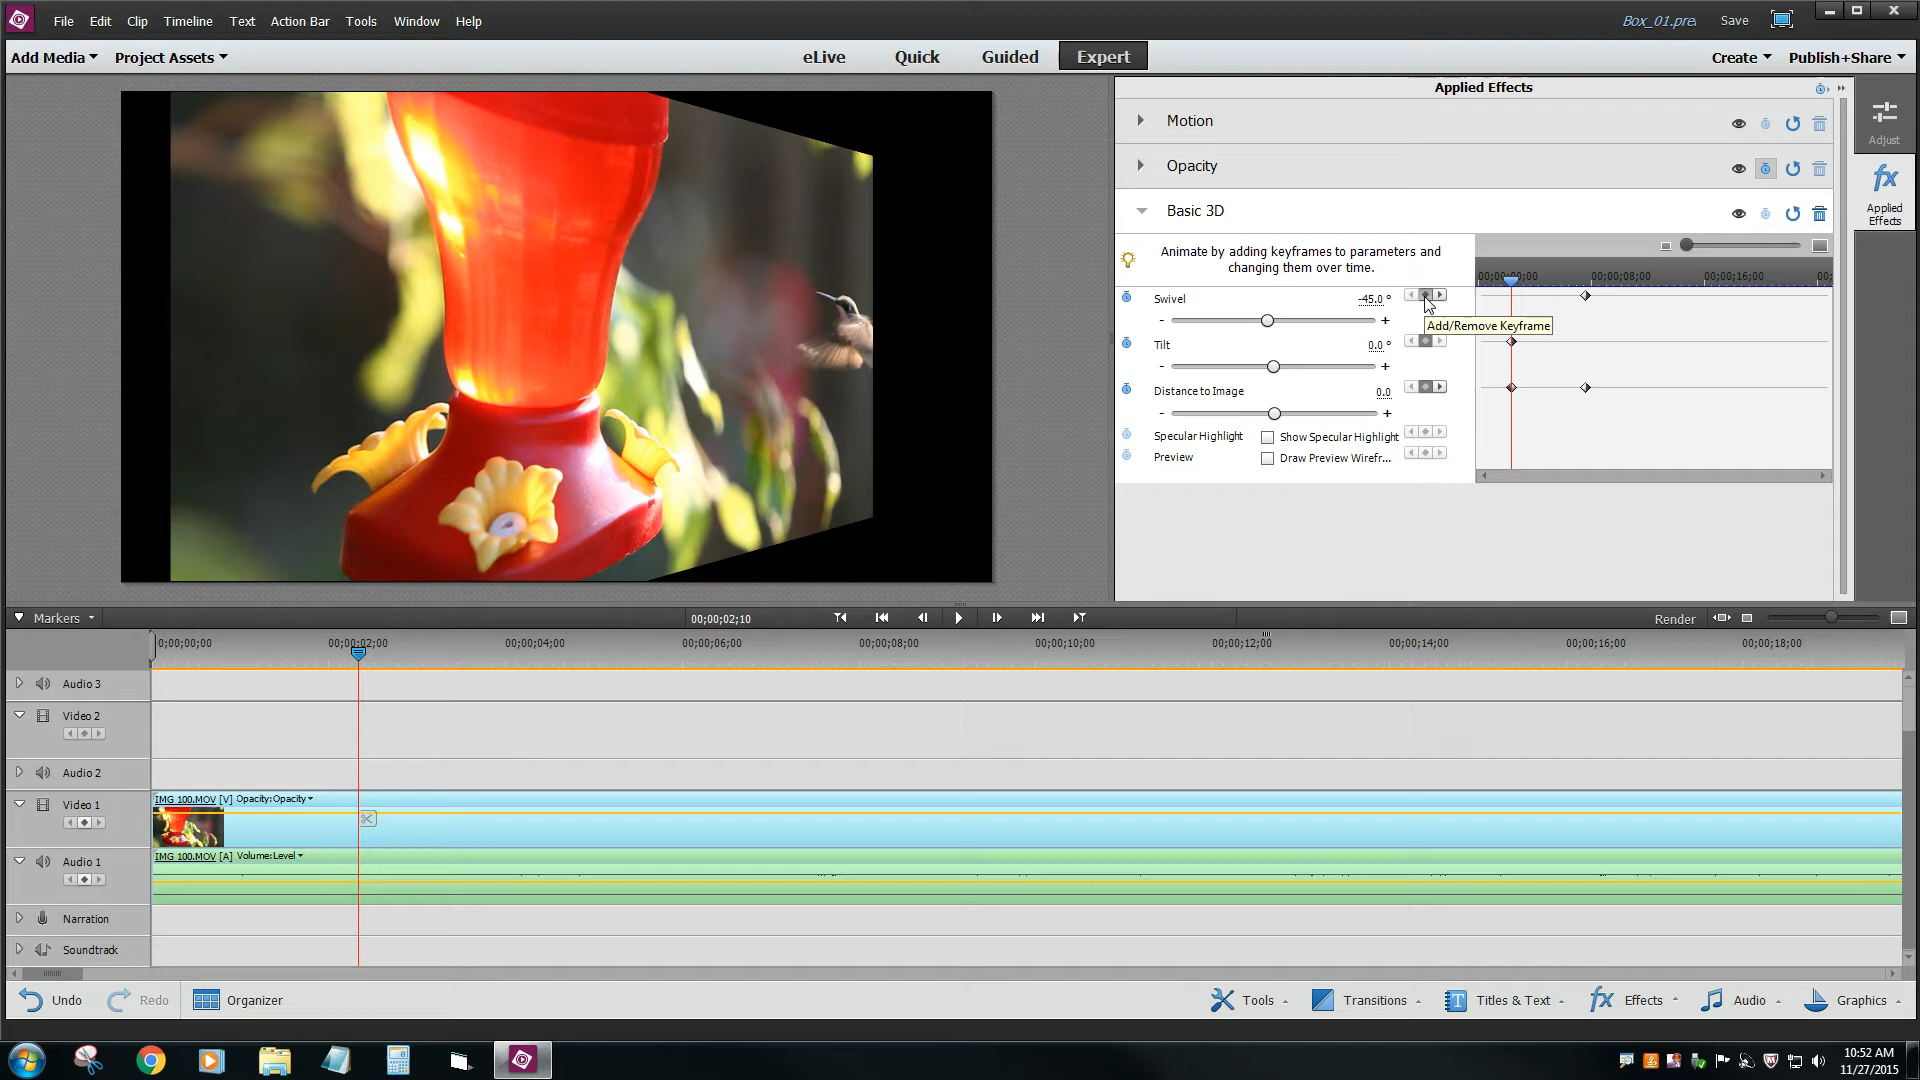 File Edit Clip Timeline Text Action Bar Tools Window Help Box_01.prel Save
Add Media Project Assets eLive Quick Guided Expert Create Publish+Share
Applied Effects
Motion
Adjust
Opacity
Applied
Effects
Basic 3D
Animate by adding keyframes to parameters and
changing them over time.
00;00;00;00 00;00;08;00 00;00;16;00
Swivel -45.0 °
- +
Add/Remove Keyframe
Tilt 0.0 °
- +
Distance to Image 0.0
- +
Specular Highlight Show Specular Highlight
Preview Draw Preview Wirefr...
Markers 00;00;02;10 Render
0;00;00;00 00;00;02;00 00;00;04;00 00;00;06;00 00;00;08;00 00;00;10;00 00;00;12;00 00;00;14;00 00;00;16;00 00;00;18;00
Audio 3
Video 2
Audio 2
IMG 100.MOV [V] Opacity:Opacity
Video 1
IMG 100.MOV [A] Volume:Level
Audio 1
Narration
Soundtrack
Undo Redo Organizer Tools Transitions Titles & Text fx Effects Audio Graphics
10:52 AM
11/27/2015